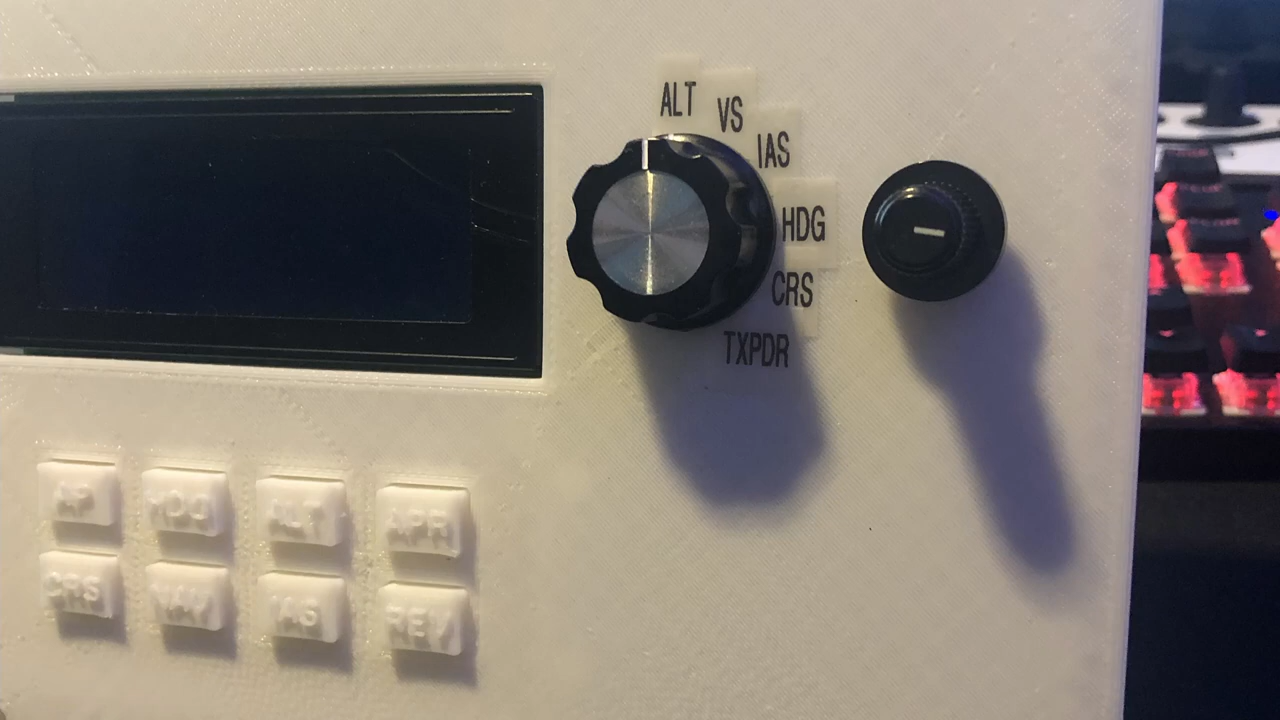 ALT
VS
IAS
HDG
CRS
TXPDR
AP HDG ALT APR
CRS NAV IAS REV